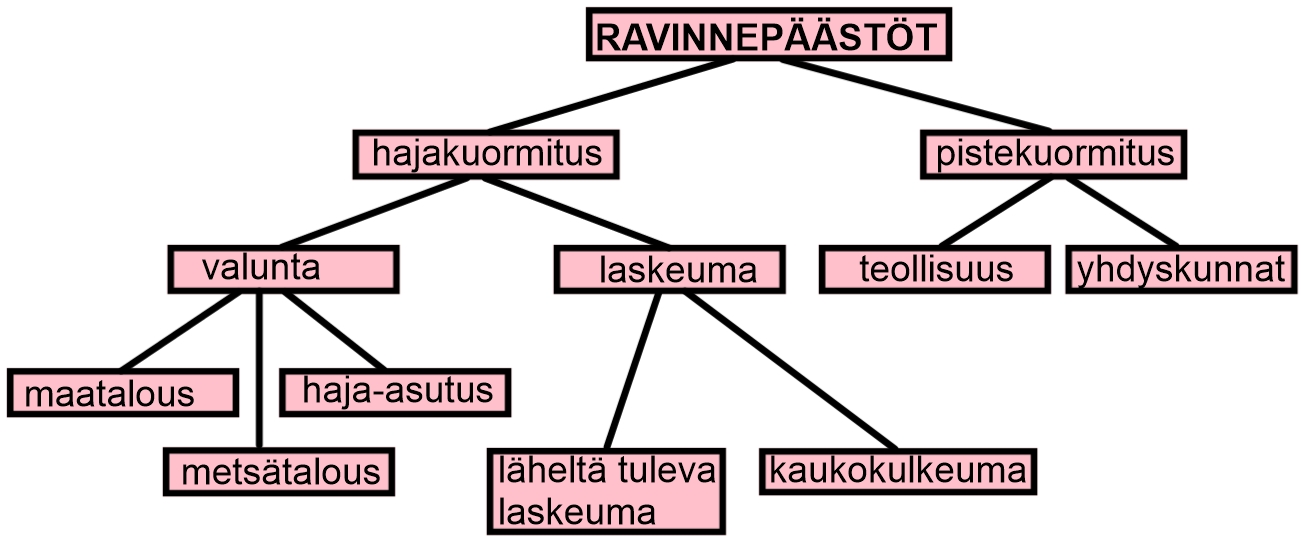 RAVINNEPÄÄSTÖT
hajakuormitus
pistekuormitus
valunta
laskeuma
teollisuus
yhdyskunnat
maatalous
haja-asutus
metsätalous
läheltä tuleva
laskeuma
kaukokulkeuma